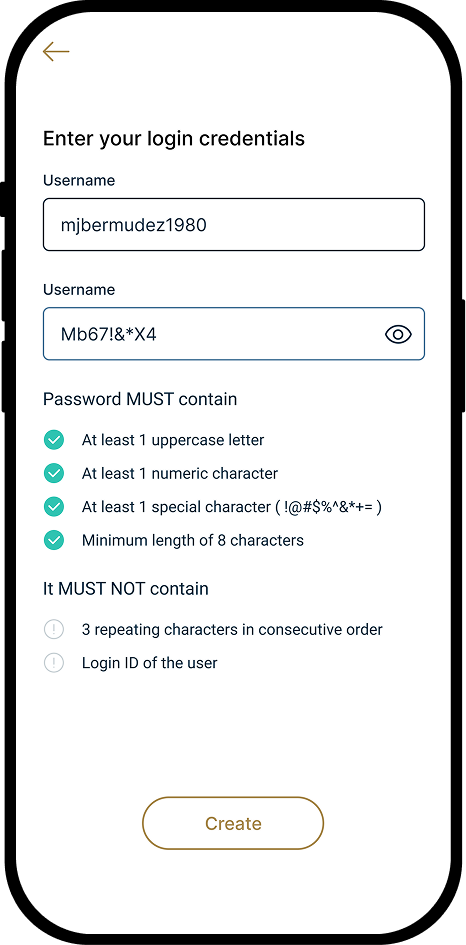 Enter your login credentials
Username
mjbermudez1980
Username
Mb67!&*X4
Password MUST contain
At least 1 uppercase letter
At least 1 numeric character
At least 1 special character ( !@#$%^&*+= )
Minimum length of 8 characters
It MUST NOT contain
3 repeating characters in consecutive order
Login ID of the user
Create